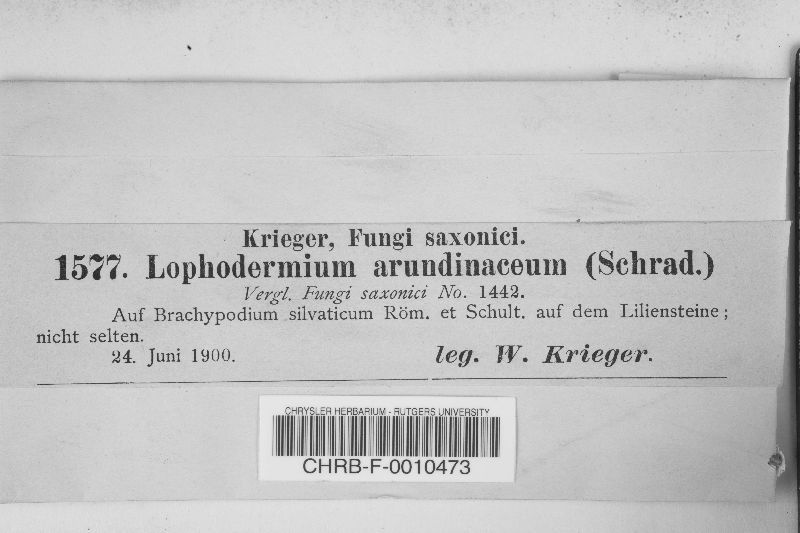 Krieger, Fungi saxonici.
1577. Lophodermium arundinaceum (Schrad.)
Vergl. Fungi saxonici No. 1442.
Auf Brachypodium silvaticum Röm. et Schult. auf dem Liliensteine;
nicht selten.
24. Juni 1900. leg. W. Krieger.
CHRYSLER HERBARIUM - RUTGERS UNIVERSITY
CHRB-F-0010473